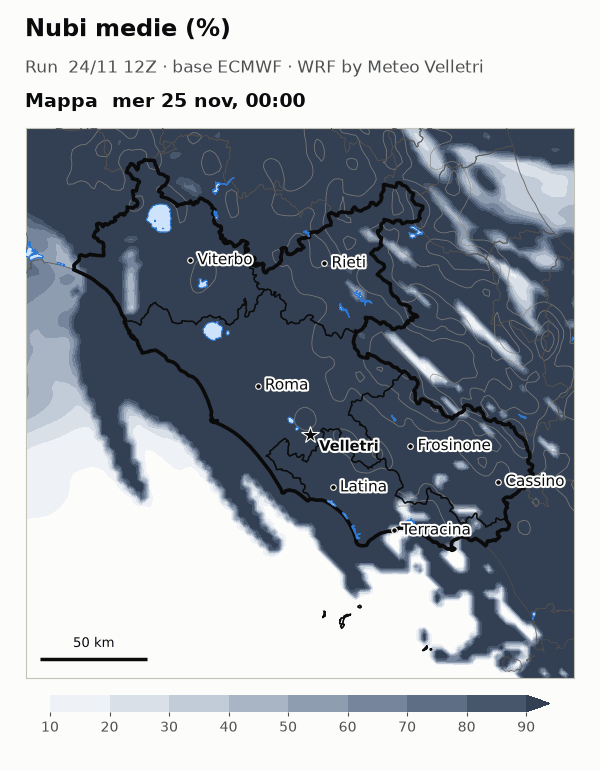 Nubi medie (%)
Run  24/11 12Z · base ECMWF · WRF by Meteo Velletri
Mappa  mer 25 nov, 00:00
Viterbo
Rieti
Roma
Velletri
Frosinone
Cassino
Latina
Terracina
50 km
10 20 30 40 50 60 70 80 90